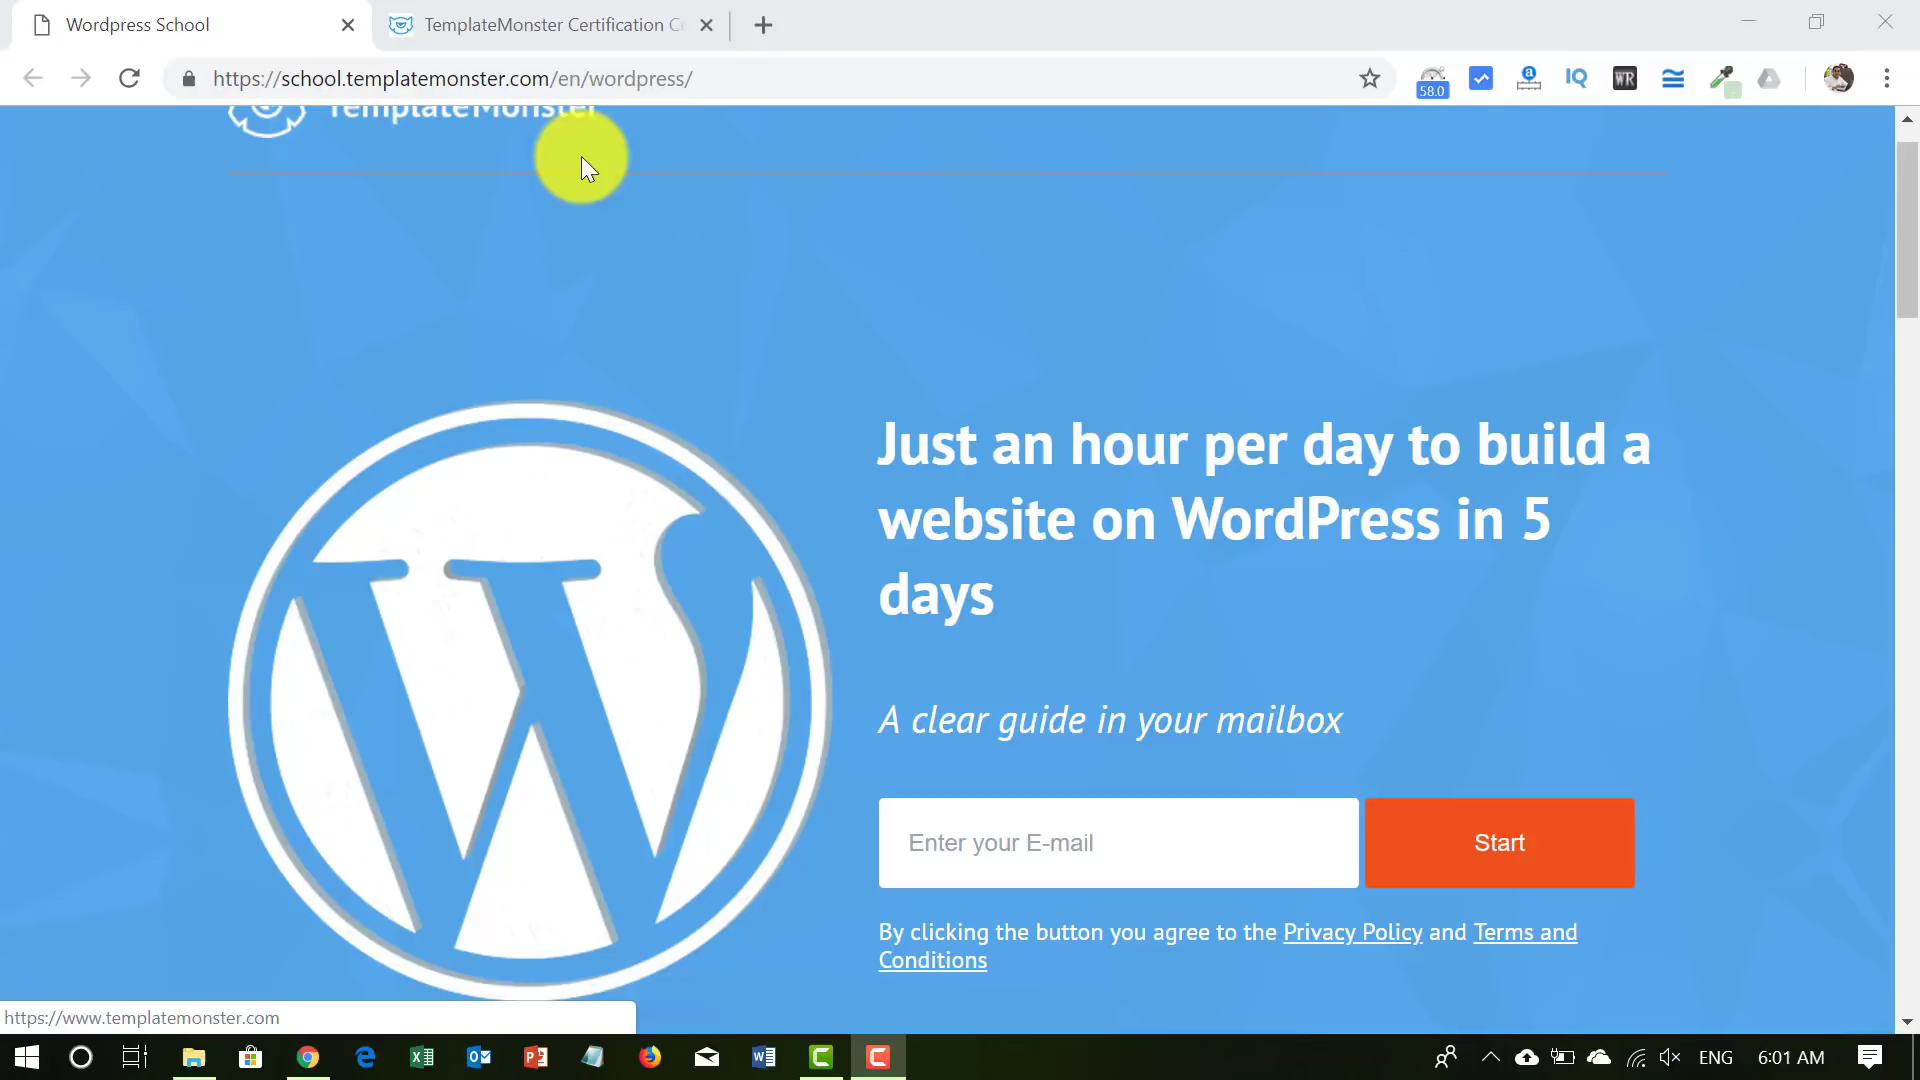 Wordpress School
TemplateMonster Certification C
https://school.templatemonster.com/en/wordpress/
58.0
a
IQ
WR
TemplateMonster
Just an hour per day to build a
website on WordPress in 5
days
A clear guide in your mailbox
Enter your E-mail
Start
By clicking the button you agree to the Privacy Policy and Terms and
Conditions
https://www.templatemonster.com
ENG
6:01 AM